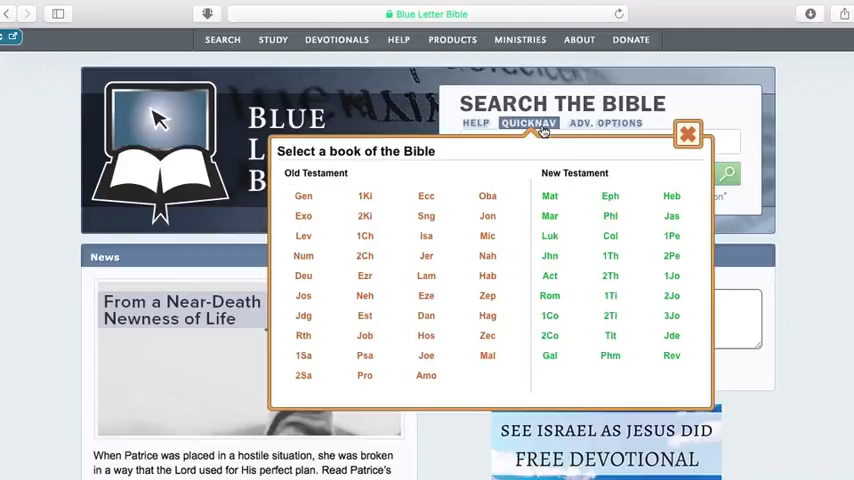 Blue Letter Bible
SEARCH STUDY DEVOTIONALS HELP PRODUCTS MINISTRIES ABOUT DONATE
BLUE
L
B
SEARCH THE BIBLE
HELP QUICKNAV ADV. OPTIONS
Select a book of the Bible
Old Testament New Testament
Gen 1Ki Ecc Oba Mat Eph Heb
Exo 2Ki Sng Jon Mar Phl Jas
Lev 1Ch Isa Mic Luk Col 1Pe
Num 2Ch Jer Nah Jhn 1Th 2Pe
Deu Ezr Lam Hab Act 2Th 1Jo
Jos Neh Eze Zep Rom 1Ti 2Jo
Jdg Est Dan Hag 1Co 2Ti 3Jo
Rth Job Hos Zec 2Co Tit Jde
1Sa Psa Joe Mal Gal Phm Rev
2Sa Pro Amo
News
From a Near-Death
Newness of Life
When Patrice was placed in a hostile situation, she was broken
in a way that the Lord used for His perfect plan. Read Patrice's
SEE ISRAEL AS JESUS DID
FREE DEVOTIONAL